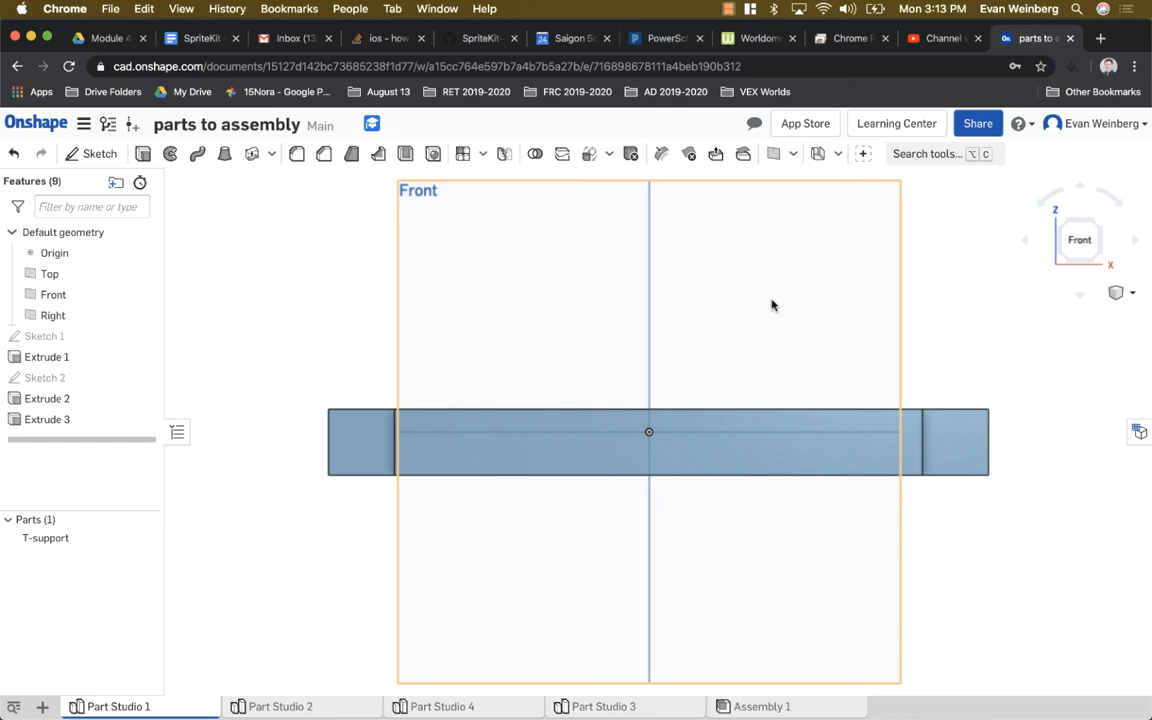 Chrome File Edit View History Bookmarks People Tab Window Help Mon 3:13 PM Evan Weinberg
Module 4 SpriteKit Inbox (13 ios - how SpriteKit- Saigon So PowerSc Worldom Chrome R Channel parts to a
cad.onshape.com/documents/15127d142bc73685238f1d77/w/a15cc764e597b7a4b7b5a27b/e/716898678111a4beb190b312
Apps Drive Folders My Drive 15Nora - Google P... August 13 RET 2019-2020 FRC 2019-2020 AD 2019-2020 VEX Worlds Other Bookmarks
Onshape parts to assembly Main App Store Learning Center Share Evan Weinberg
Sketch Search tools... ⌥ C
Features (9)
Filter by name or type
Default geometry
Origin
Top
Front
Right
Sketch 1
Extrude 1
Sketch 2
Extrude 2
Extrude 3
Parts (1)
T-support
Front
Z
Front
X
Part Studio 1 Part Studio 2 Part Studio 4 Part Studio 3 Assembly 1